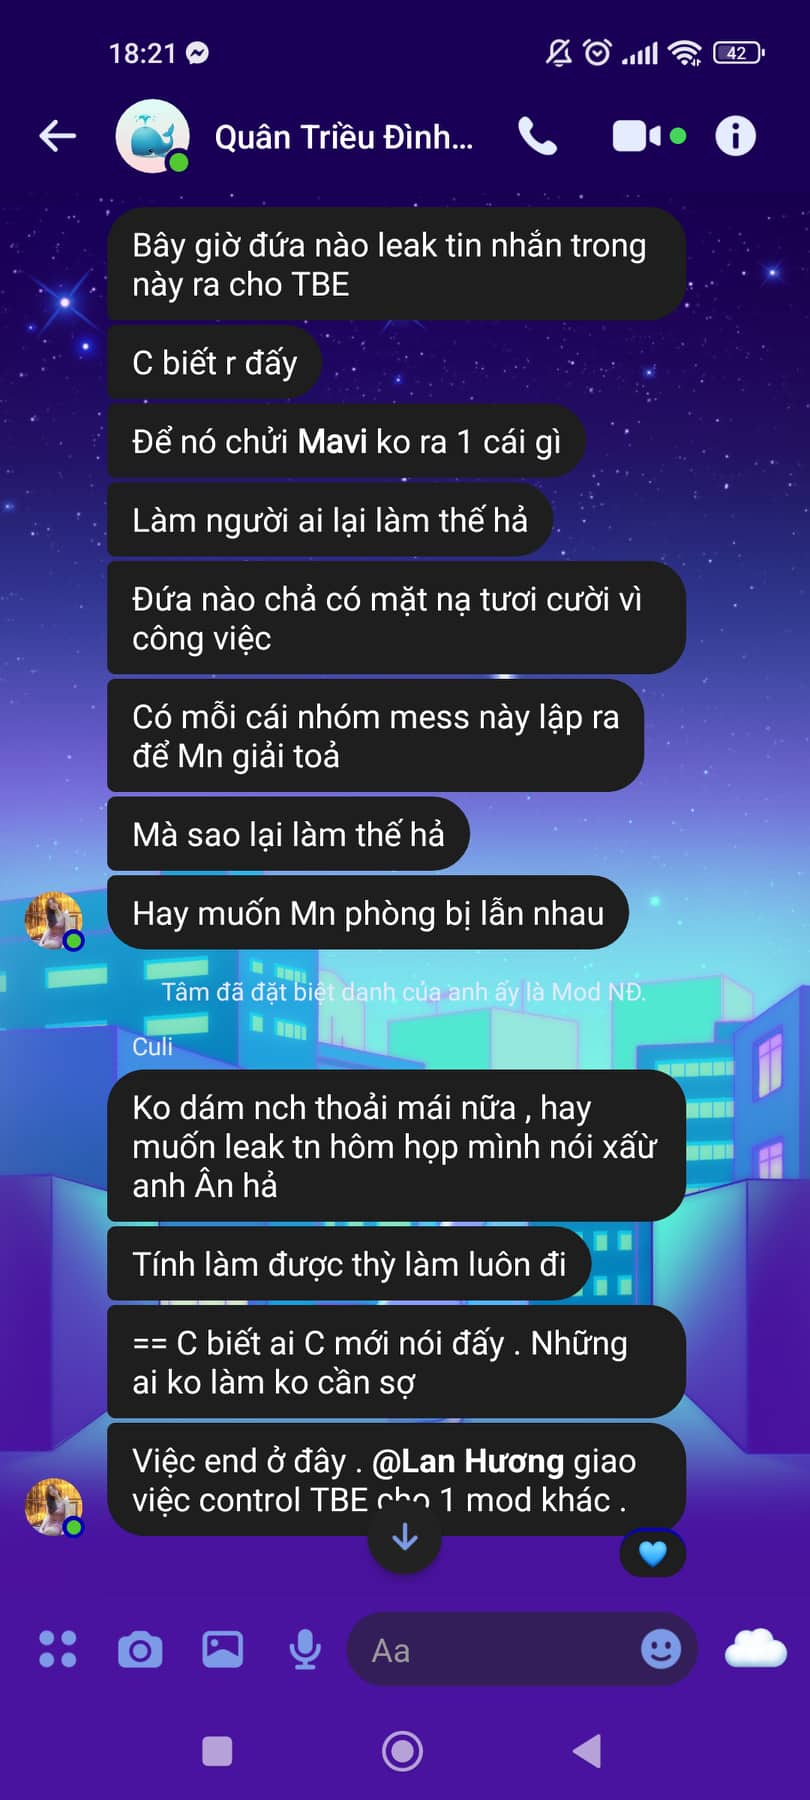 18:21
42
Quân Triều Đình...
Bây giờ đứa nào leak tin nhắn trong
này ra cho TBE
C biết r đấy
Để nó chửi Mavi ko ra 1 cái gì
Làm người ai lại làm thế hả
Đứa nào chả có mặt nạ tươi cười vì
công việc
Có mỗi cái nhóm mess này lập ra
để Mn giải toả
Mà sao lại làm thế hả
Hay muốn Mn phòng bị lẫn nhau
Tâm đã đặt biệt danh của anh ấy là Mod NĐ.
Culi
Ko dám nch thoải mái nữa , hay
muốn leak tn hôm họp mình nói xấừ
anh Ân hả
Tính làm được thỳ làm luôn đi
== C biết ai C mới nói đấy . Những
ai ko làm ko cần sợ
Việc end ở đây . @Lan Hương giao
việc control TBE cho 1 mod khác .
Aa